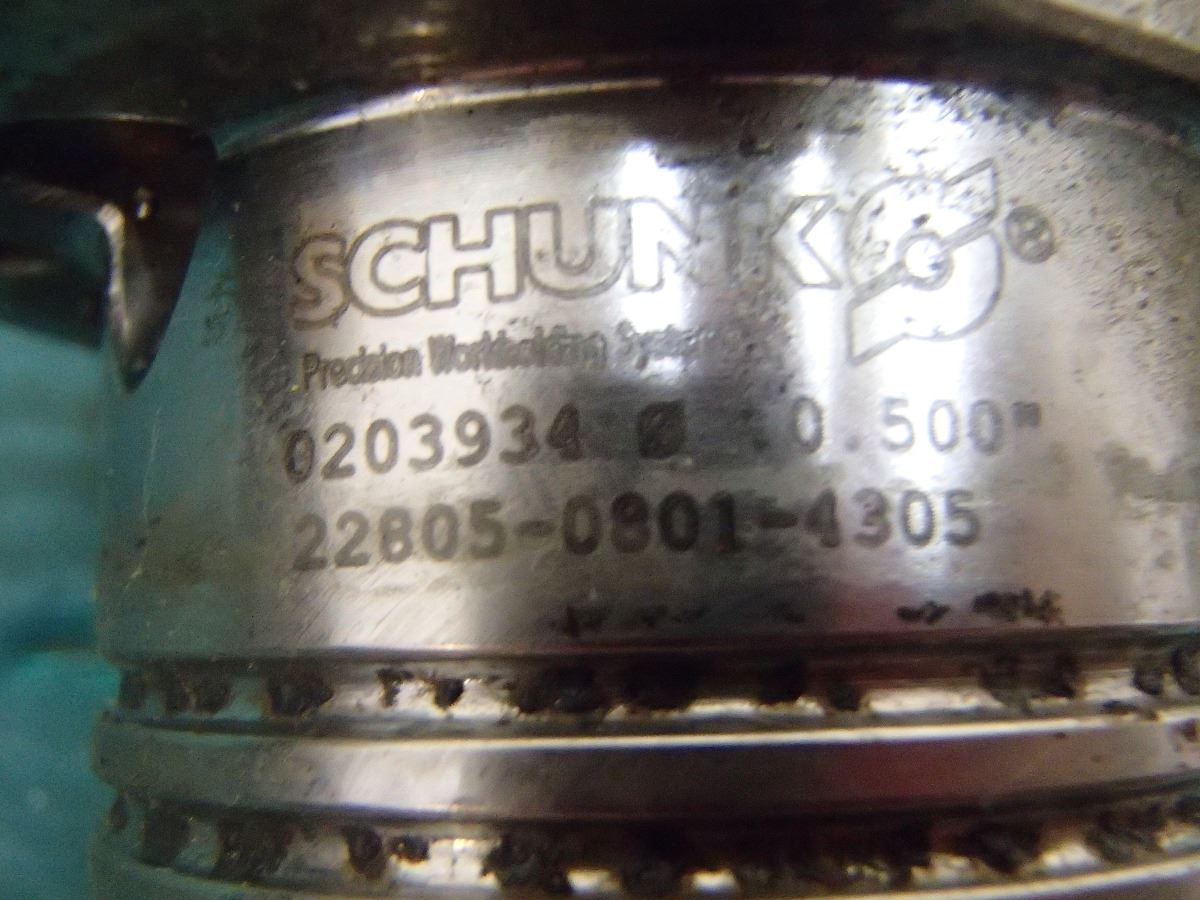 SCHUNK ®
Precision Workholding Systems
0203934 Ø 0.500"
22805-0801-4305